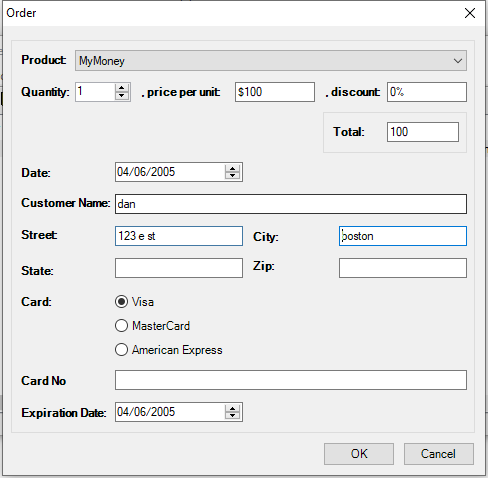 Order
Product: MyMoney
Quantity: 1 , price per unit: $100 , discount: 0%
Total: 100
Date: 04/06/2005
Customer Name: dan
Street: 123 e st City: boston
State: Zip:
Card: Visa
MasterCard
American Express
Card No
Expiration Date: 04/06/2005
OK Cancel